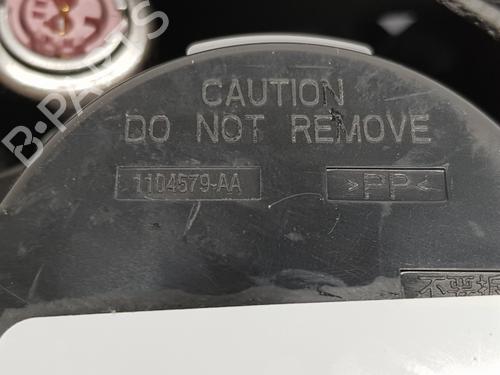 B-PARTS
CAUTION
DO NOT REMOVE
1104579-AA >PP<